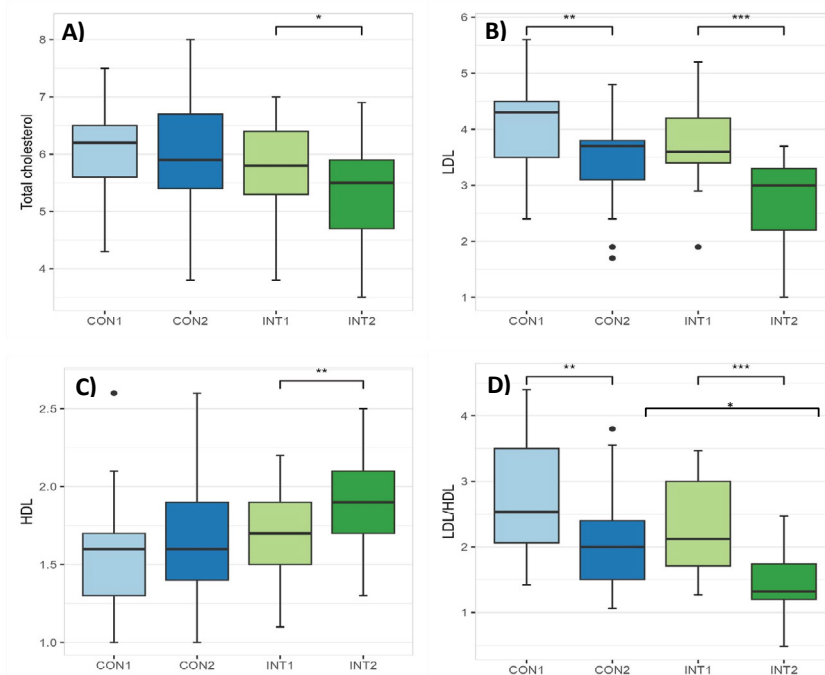 A)
*
Total cholesterol
8
7
6
5
4
CON1 CON2 INT1 INT2
B)
** ***
LDL
6
5
4
3
2
1
CON1 CON2 INT1 INT2
C)
**
HDL
2.5
2.0
1.5
1.0
CON1 CON2 INT1 INT2
D)
** ***
*
LDL/HDL
4
3
2
1
CON1 CON2 INT1 INT2